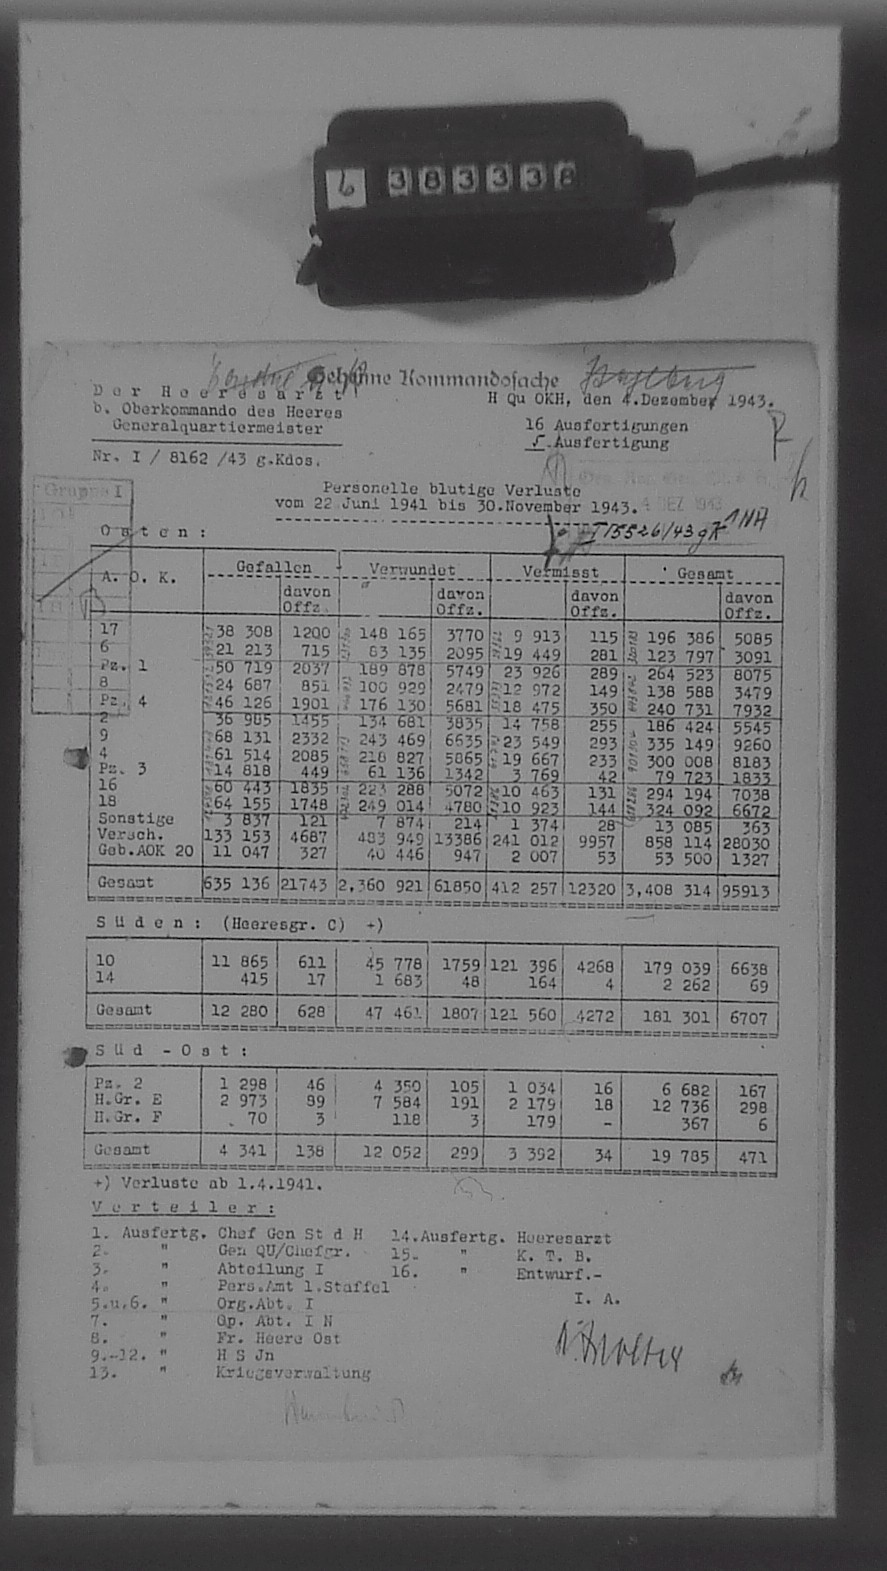 6 383338
Geheime Kommandosache
Der Heeresarzt
b. Oberkommando des Heeres
Generalquartiermeister
Nr. I / 8162 /43 g.Kdos.
H Qu OKH, den 4.Dezember 1943.
16 Ausfertigungen
5.Ausfertigung
Gruppe I
Personelle blutige Verluste
vom 22 Juni 1941 bis 30.November 1943.
4 DEZ 1943
I/15526/43 gK
Osten:
A. O. K. Gefallen Verwundet Vermisst Gesamt
davon Offz. davon Offz. davon Offz. davon Offz.
17 38 308 1200 148 165 3770 9 913 115 196 386 5085
6 21 213 715 83 135 2095 19 449 281 123 797 3091
Pz. 1 50 719 2037 189 878 5749 23 926 289 264 523 8075
8 24 687 851 100 929 2479 12 972 149 138 588 3479
Pz. 4 46 126 1901 176 130 5681 18 475 350 240 731 7932
2 36 985 1455 134 681 3835 14 758 255 186 424 5545
9 68 131 2332 243 469 6635 23 549 293 335 149 9260
4 61 514 2085 218 827 5865 19 667 233 300 008 8183
Pz. 3 14 818 449 61 136 1342 3 769 42 79 723 1833
16 60 443 1835 223 288 5072 10 463 131 294 194 7038
18 64 155 1748 249 014 4780 10 923 144 324 092 6672
Sonstige 3 837 121 7 874 214 1 374 28 13 085 363
Versch. 133 153 4687 483 949 13386 241 012 9957 858 114 28030
Geb.AOK 20 11 047 327 40 446 947 2 007 53 53 500 1327
Gesamt 635 136 21743 2,360 921 61850 412 257 12320 3,408 314 95913
Süden: (Heeresgr. C) +)
10 11 865 611 45 778 1759 121 396 4268 179 039 6638
14 415 17 1 683 48 164 4 2 262 69
Gesamt 12 280 628 47 461 1807 121 560 4272 181 301 6707
Süd - Ost:
Pz. 2 1 298 46 4 350 105 1 034 16 6 682 167
H.Gr. E 2 973 89 7 584 191 2 179 18 12 736 298
H.Gr. F 70 3 118 3 179 - 367 6
Gesamt 4 341 138 12 052 299 3 392 34 19 785 471
+) Verluste ab 1.4.1941.
Verteiler:
1. Ausfertg. Chef Gen St d H 14.Ausfertg. Heeresarzt
2. " Gen QU/Chefgr. 15. " K. T. B.
3. " Abteilung I 16. " Entwurf.-
4. " Pers.Amt 1.Staffel
5.u.6. " Org.Abt. I I. A.
7. " Op. Abt. I N
8. " Fr. Heere Ost
9.-12. " H S Jn
13. " Kriegsverwaltung